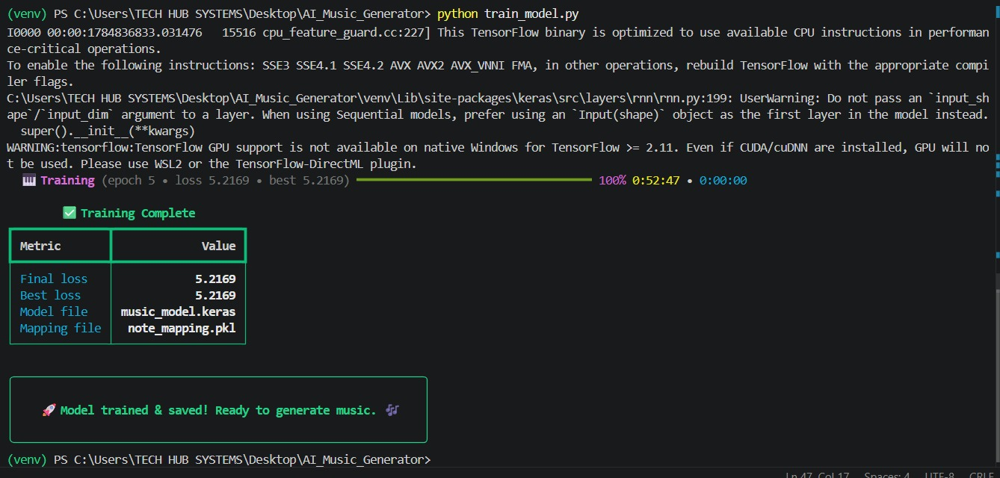 (venv) PS C:\Users\TECH HUB SYSTEMS\Desktop\AI_Music_Generator> python train_model.py
I0000 00:00:1784836833.031476   15516 cpu_feature_guard.cc:227] This TensorFlow binary is optimized to use available CPU instructions in performan
ce-critical operations.
To enable the following instructions: SSE3 SSE4.1 SSE4.2 AVX AVX2 AVX_VNNI FMA, in other operations, rebuild TensorFlow with the appropriate compi
ler flags.
C:\Users\TECH HUB SYSTEMS\Desktop\AI_Music_Generator\venv\Lib\site-packages\keras\src\layers\rnn\rnn.py:199: UserWarning: Do not pass an `input_sh
ape`/`input_dim` argument to a layer. When using Sequential models, prefer using an `Input(shape)` object as the first layer in the model instead.
  super().__init__(**kwargs)
WARNING:tensorflow:TensorFlow GPU support is not available on native Windows for TensorFlow >= 2.11. Even if CUDA/cuDNN are installed, GPU will no
t be used. Please use WSL2 or the TensorFlow-DirectML plugin.
🎹 Training (epoch 5 • loss 5.2169 • best 5.2169) 100% 0:52:47 • 0:00:00
✅ Training Complete
Metric Value
Final loss 5.2169
Best loss 5.2169
Model file music_model.keras
Mapping file note_mapping.pkl
🚀 Model trained & saved! Ready to generate music. 🎶
(venv) PS C:\Users\TECH HUB SYSTEMS\Desktop\AI_Music_Generator>
Ln 47, Col 17 Spaces: 4 UTF-8 CRLF